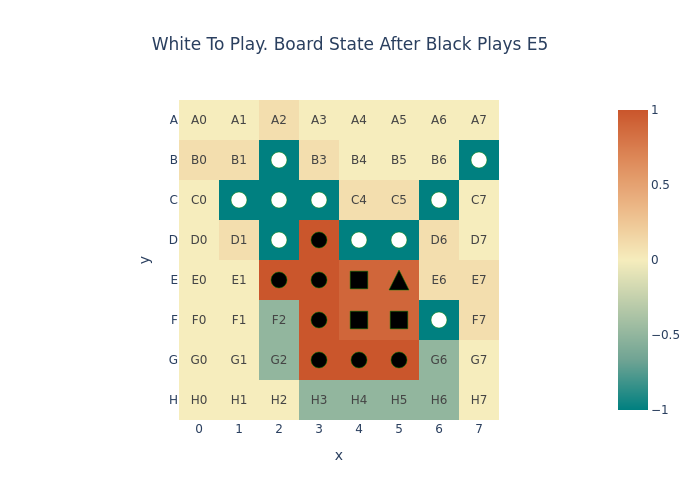 White To Play. Board State After Black Plays E5
A A0 A1 A2 A3 A4 A5 A6 A7
B B0 B1 B3 B4 B5 B6
C C0 C4 C5 C7
D D0 D1 D6 D7
E E0 E1 E6 E7
F F0 F1 F2 F7
G G0 G1 G2 G6 G7
H H0 H1 H2 H3 H4 H5 H6 H7
0 1 2 3 4 5 6 7
x
y
1
0.5
0
−0.5
−1